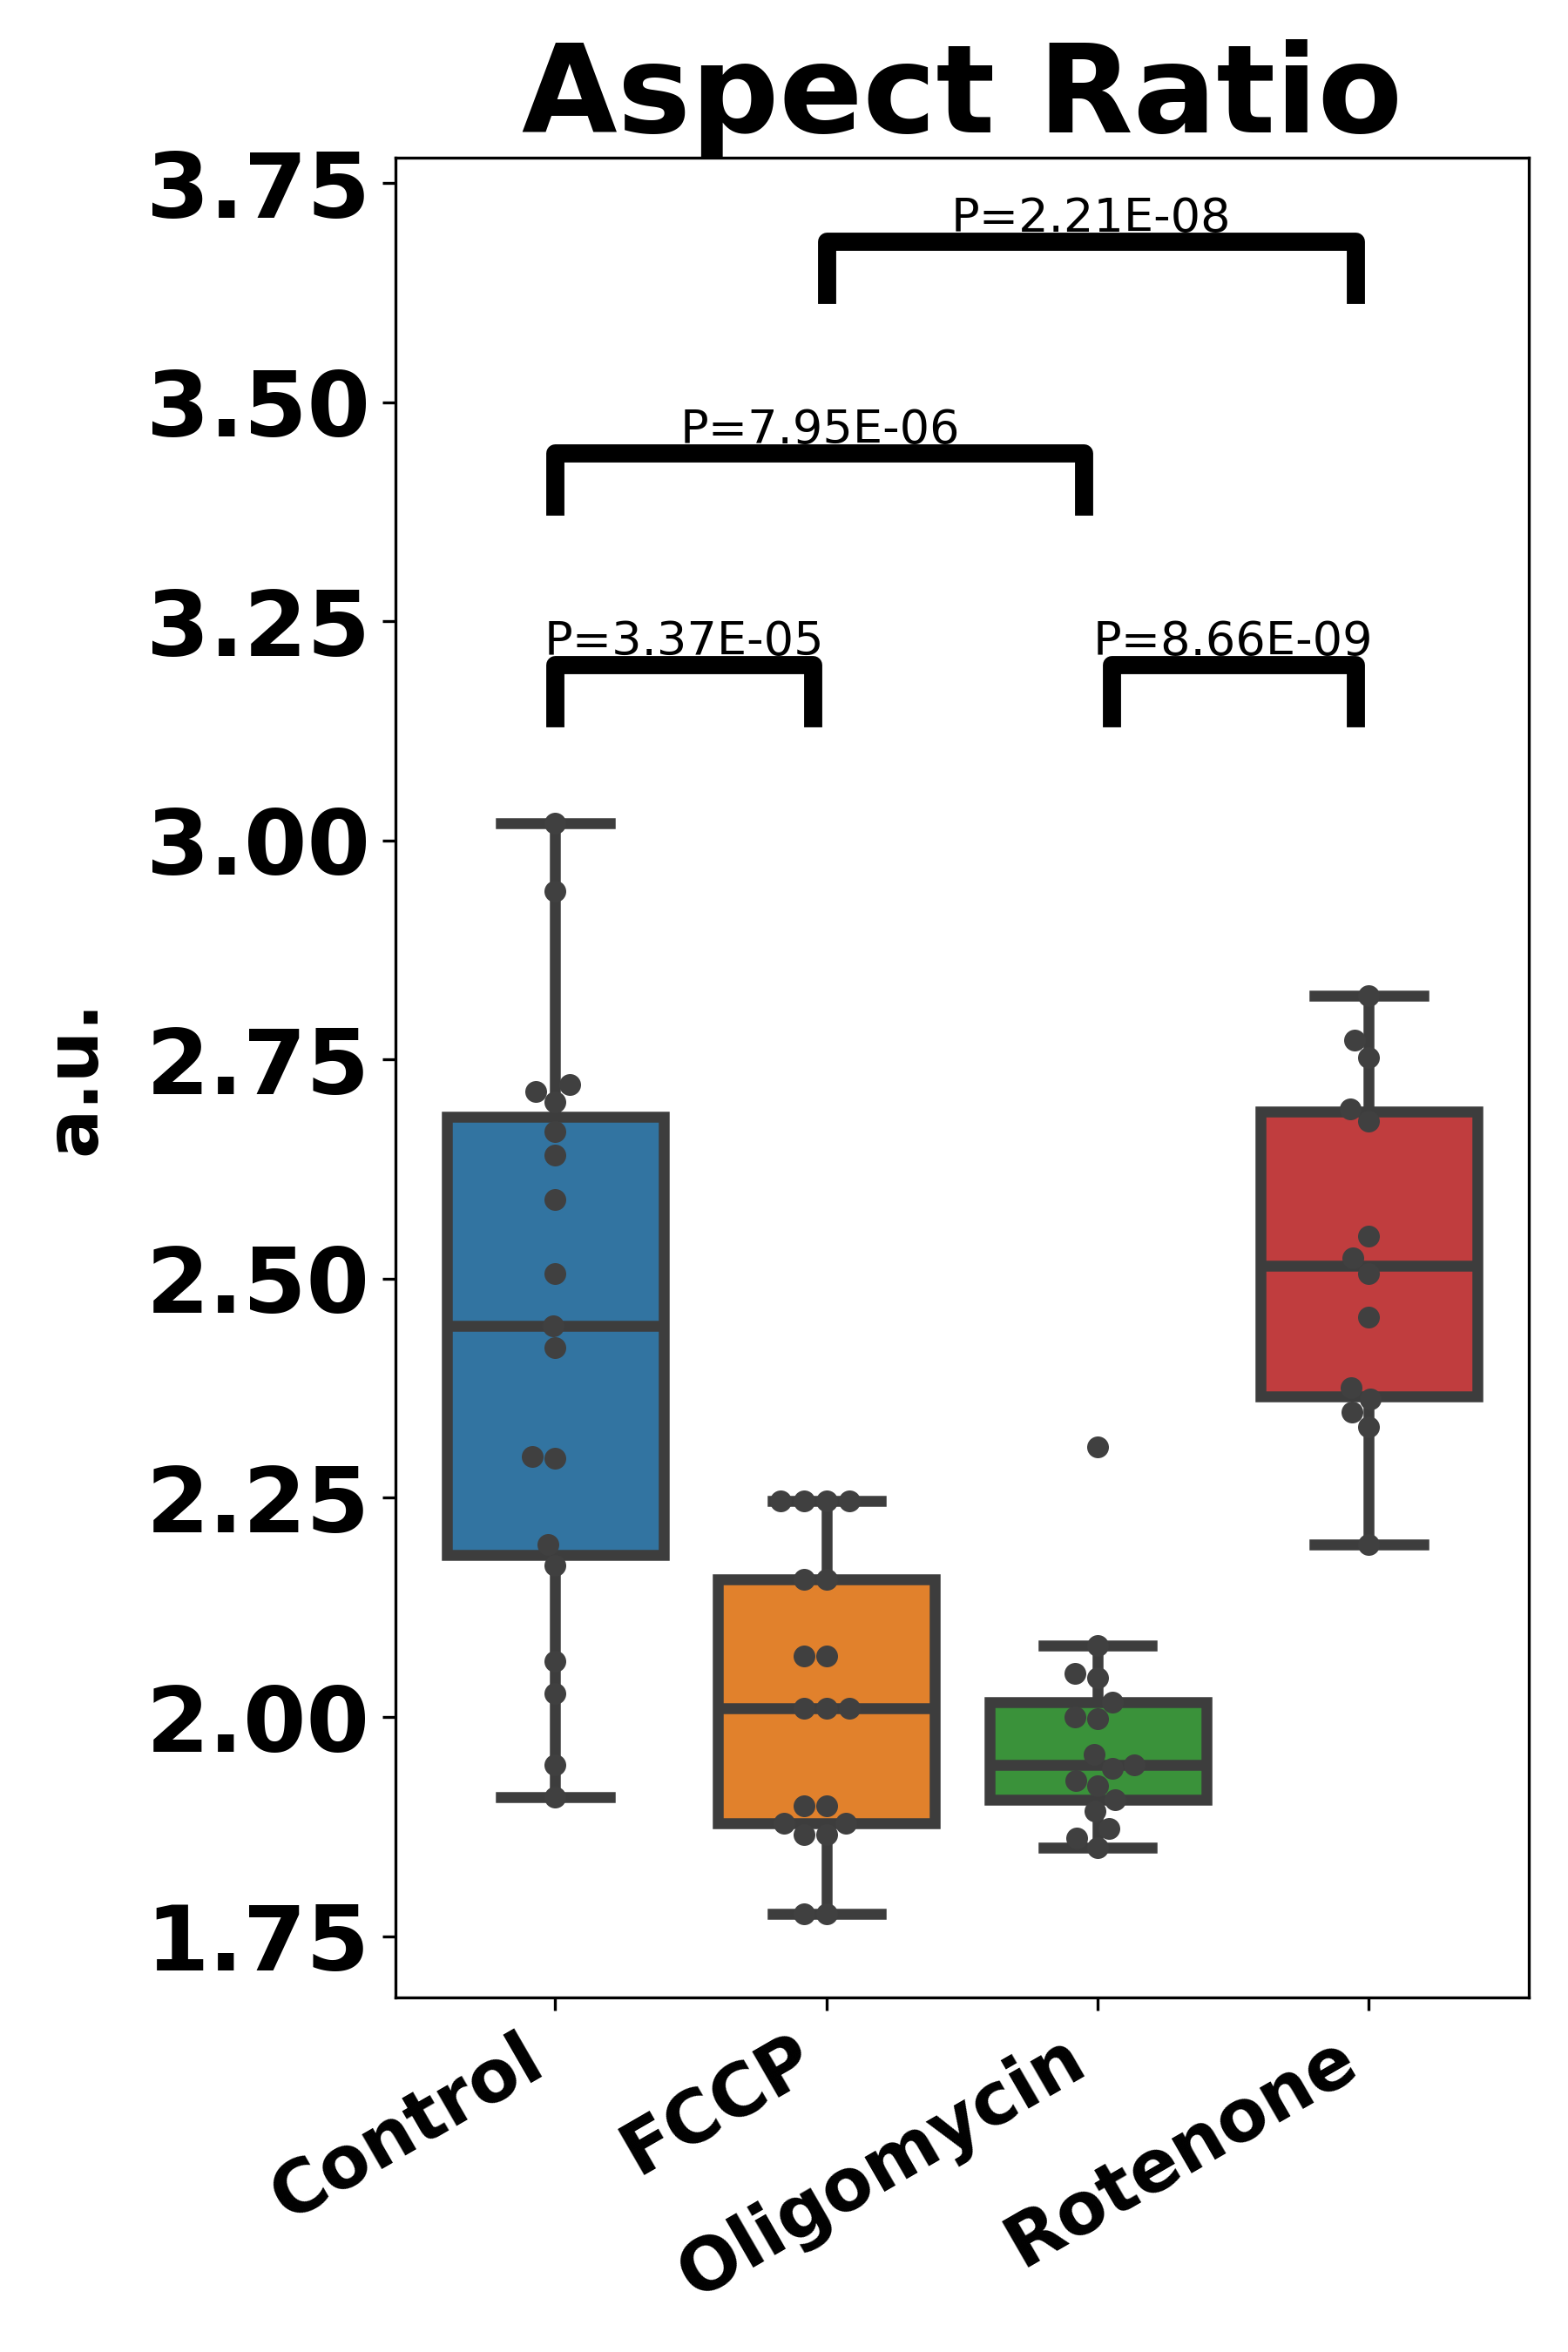 Aspect Ratio
3.75
P=2.21E-08
3.50
P=7.95E-06
3.25
P=3.37E-05
P=8.66E-09
3.00
2.75
a.u.
2.50
2.25
2.00
1.75
Control
FCCP
Oligomycin
Rotenone